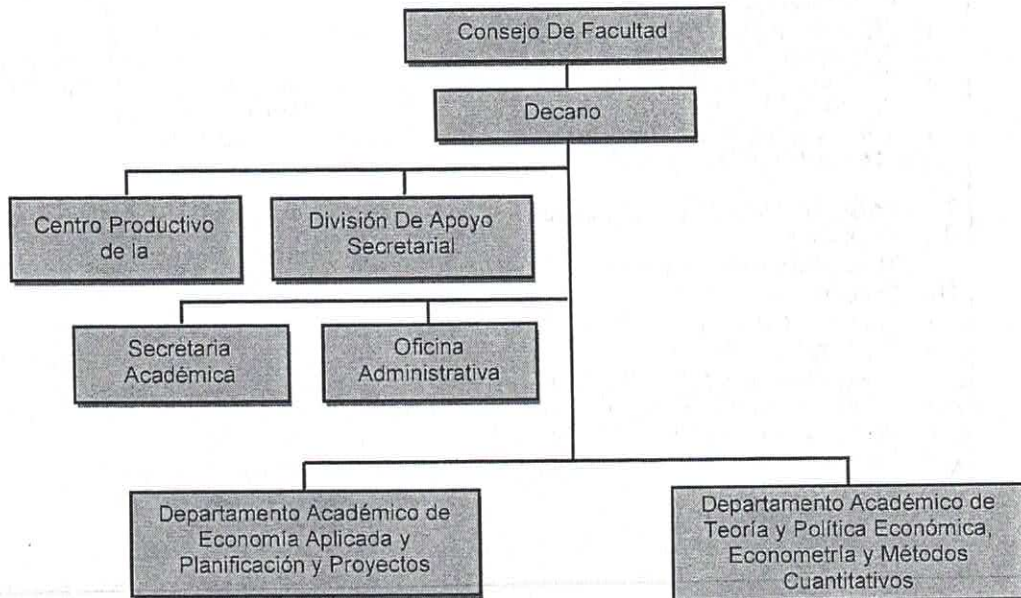 Consejo De Facultad
Decano
Centro Productivo
de la
División De Apoyo
Secretarial
Secretaria
Académica
Oficina
Administrativa
Departamento Académico de
Economía Aplicada y
Planificación y Proyectos
Departamento Académico de
Teoría y Política Económica,
Econometría y Métodos
Cuantitativos